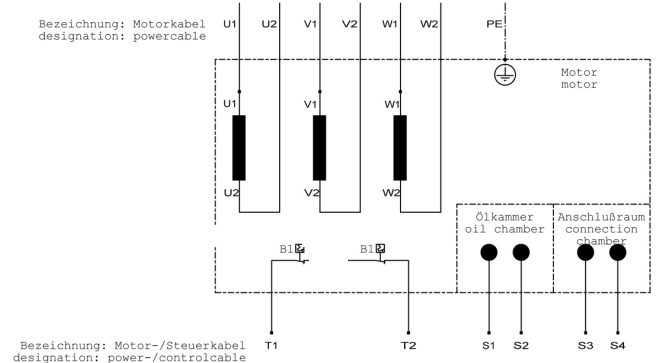 Bezeichnung: Motorkabel
designation: powercable
U1 U2 V1 V2 W1 W2 PE
Motor
motor
U1 V1 W1
U2 V2 W2
Ölkammer
oil chamber
Anschlußraum
connection
chamber
B1 B1
T1 T2 S1 S2 S3 S4
Bezeichnung: Motor-/Steuerkabel
designation: power-/controlcable